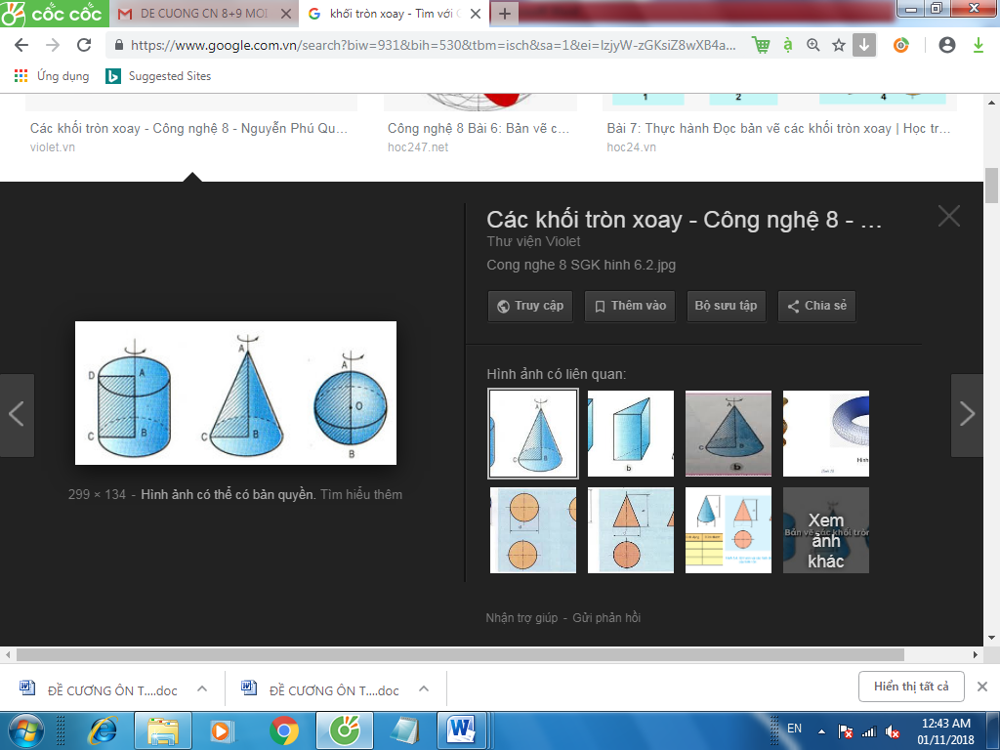 cốc cốc
DE CUONG CN 8+9 MOI
khối tròn xoay - Tìm với
https://www.google.com.vn/search?biw=931&bih=530&tbm=isch&sa=1&ei=lzjyW-zGKsiZ8wXB4a...
Ứng dụng
Suggested Sites
1 2 4
Các khối tròn xoay - Công nghệ 8 - Nguyễn Phú Qu...
violet.vn
Công nghệ 8 Bài 6: Bản vẽ c...
hoc247.net
Bài 7: Thực hành Đọc bản vẽ các khối tròn xoay | Học tr...
hoc24.vn
Các khối tròn xoay - Công nghệ 8 - ...
Thư viện Violet
Cong nghe 8 SGK hinh 6.2.jpg
Truy cập
Thêm vào
Bộ sưu tập
Chia sẻ
D A C B
A C B
A O B
299 × 134 - Hình ảnh có thể có bản quyền. Tìm hiểu thêm
Hình ảnh có liên quan:
A C B
b
A C B
b
Xem ảnh khác
Nhận trợ giúp - Gửi phản hồi
ĐỀ CƯƠNG ÔN T....doc
ĐỀ CƯƠNG ÔN T....doc
Hiển thị tất cả
EN
12:43 AM
01/11/2018